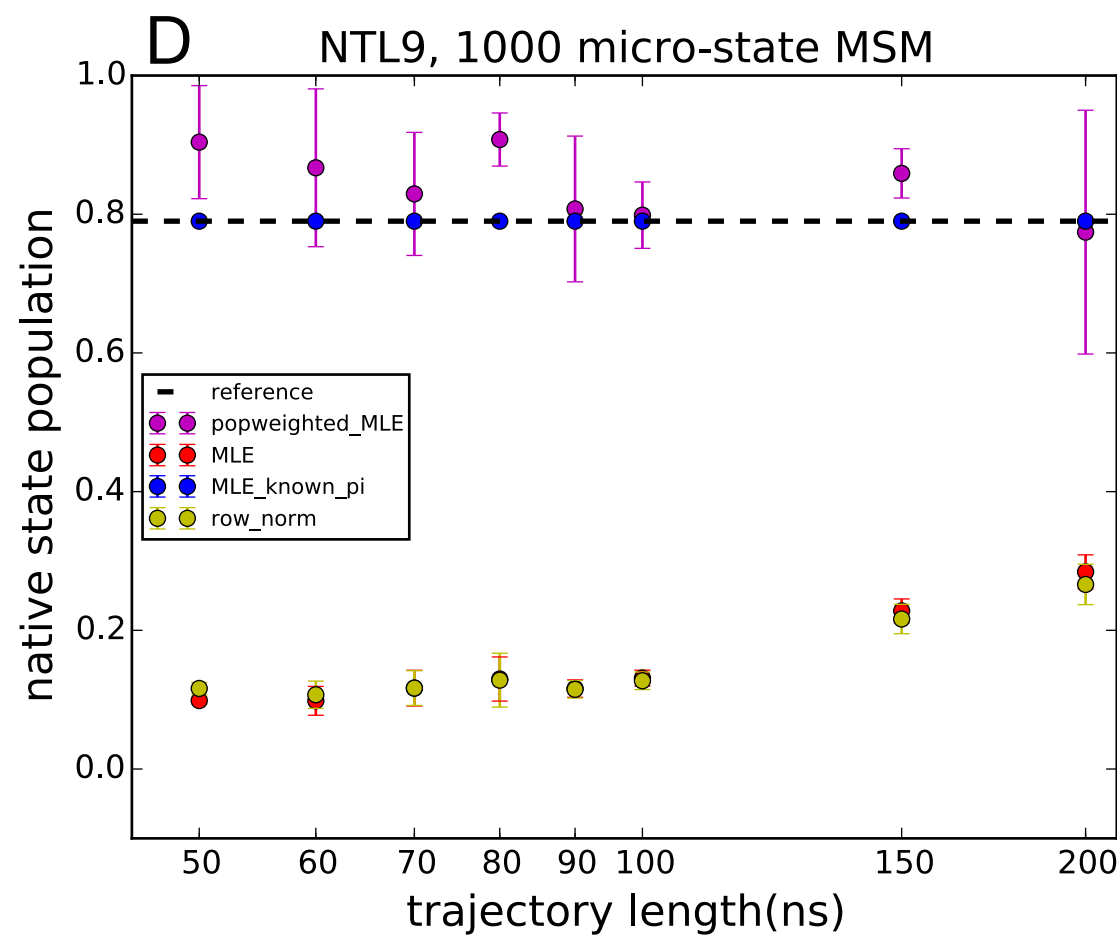 D
NTL9, 1000 micro-state MSM
native state population
1.0
0.8
0.6
0.4
0.2
0.0
reference
popweighted_MLE
MLE
MLE_known_pi
row_norm
50 60 70 80 90 100 150 200
trajectory length(ns)